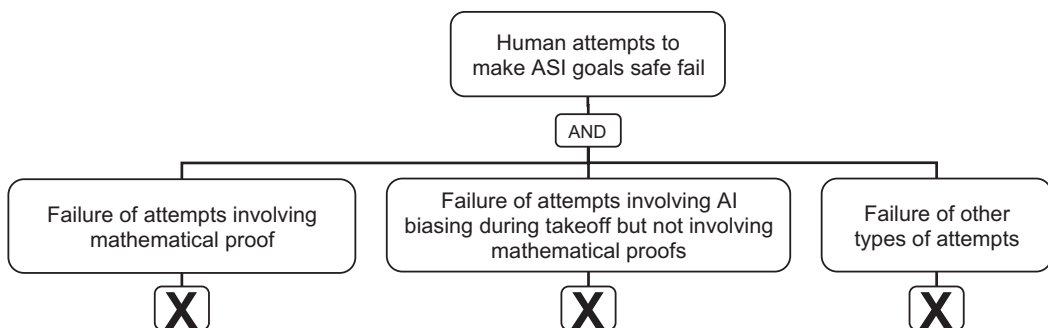 Human attempts to
make ASI goals safe fail
AND
Failure of attempts involving
mathematical proof
Failure of attempts involving AI
biasing during takeoff but not involving
mathematical proofs
Failure of other
types of attempts
X
X
X